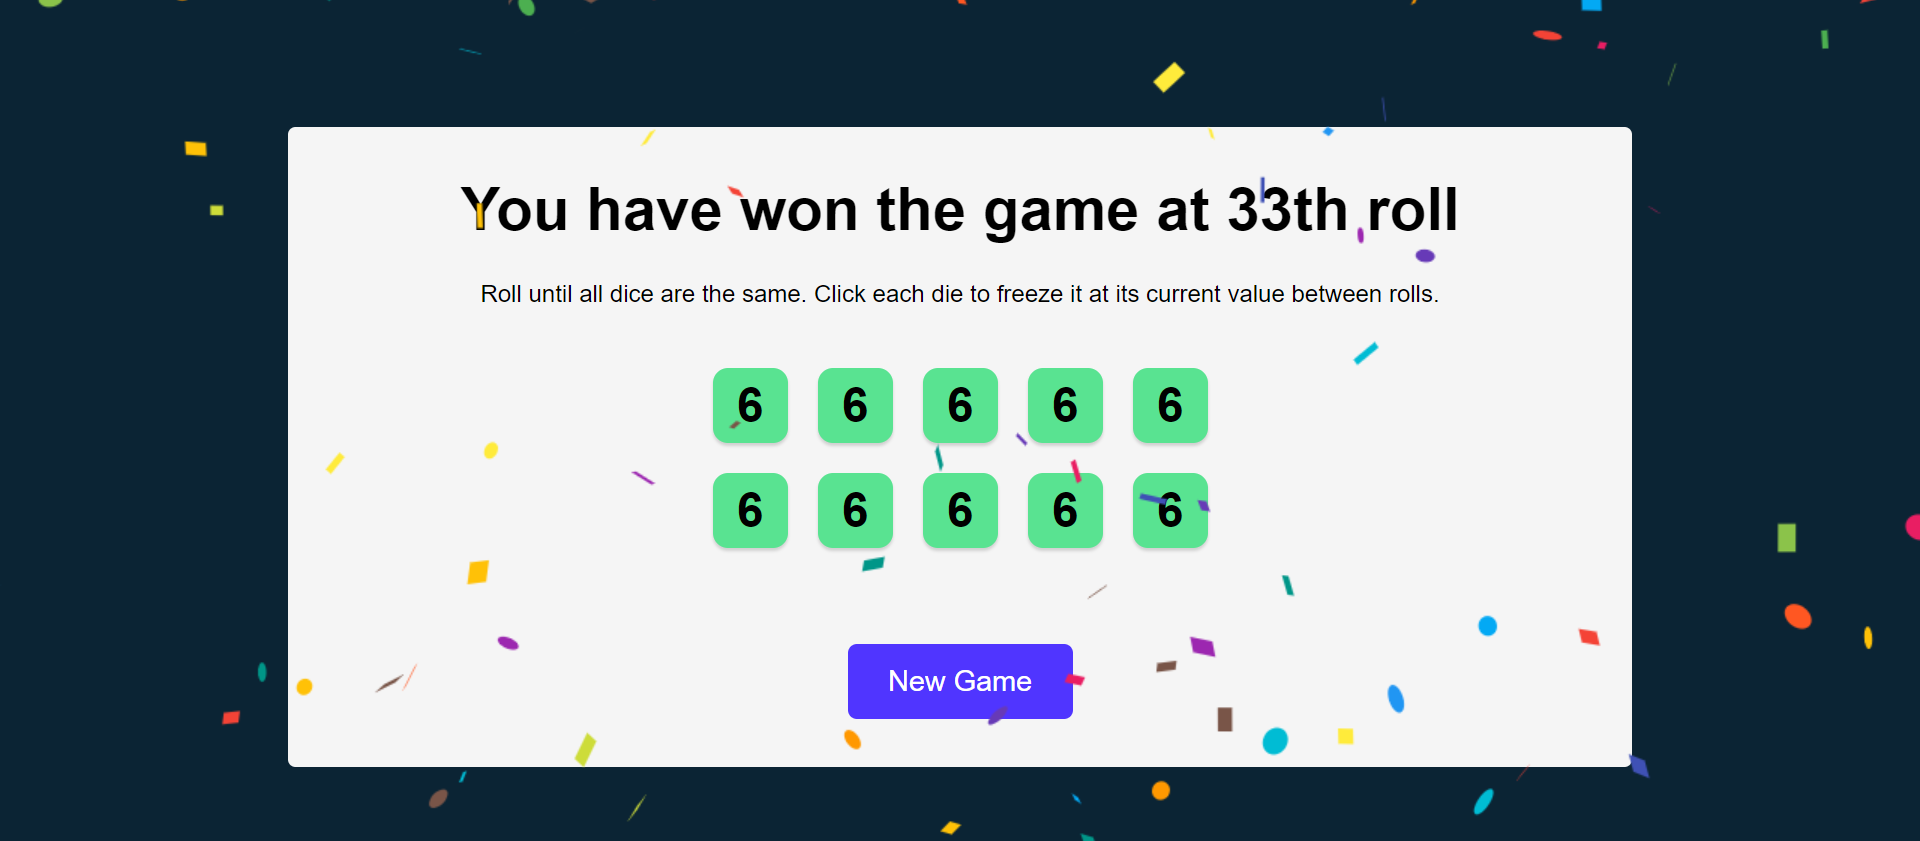 You have won the game at 33th roll
Roll until all dice are the same. Click each die to freeze it at its current value between rolls.
6 6 6 6 6
6 6 6 6 6
New Game